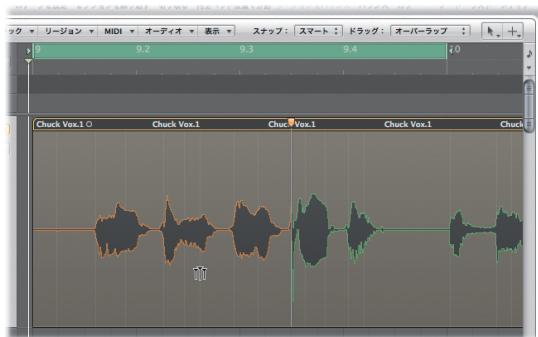 ック リージョン MIDI オーディオ 表示 スナップ： スマート ドラッグ： オーバーラップ
9 9.2 9.3 9.4
Chuck Vox.1 Chuck Vox.1 Vox.1 Chuck Vox.1 Chuck